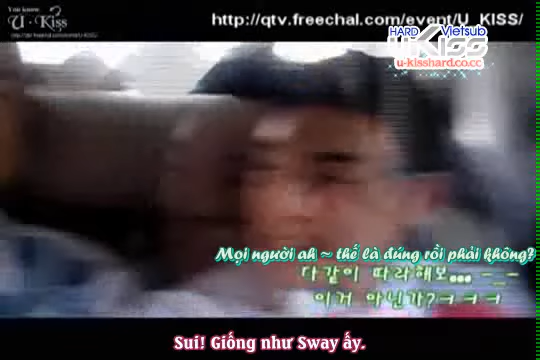 You know,
U·Kiss
http://qtv.freechal.com/event/U_KISS/
HARD Vietsub
UKiss
u-kisshard.co.cc
Mọi người ah ~ thế là đúng rồi phải không?
다같이 따라해보... -_-
이거 아닌가?ㅋㅋㅋ
Sui! Giống như Sway ấy.